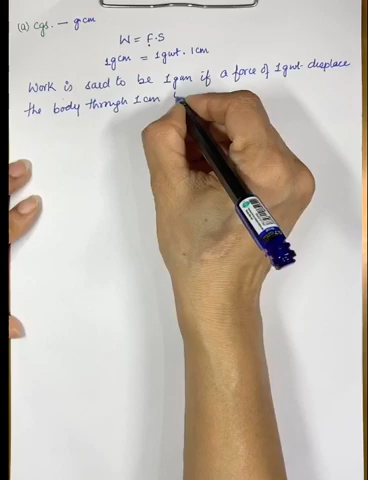 (a) cgs. – gcm
W = F.S
1gcm = 1gwt . 1cm
Work is said to be 1gcm if a force of 1gwt. displace
the body through 1cm